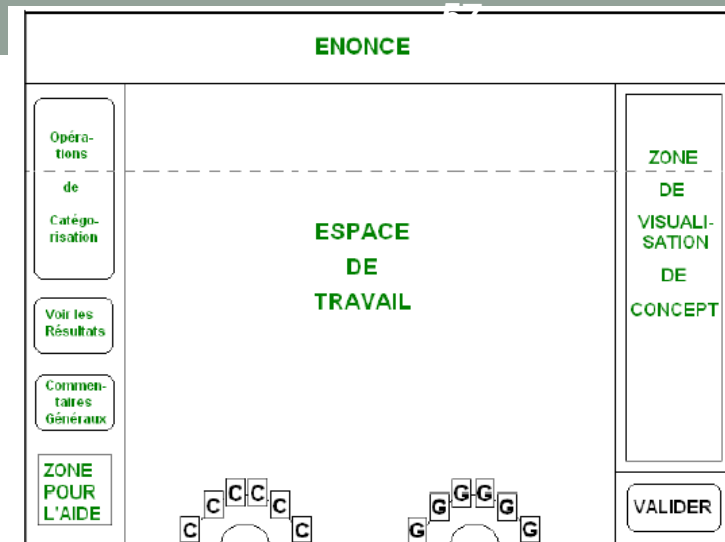 57
ENONCE
Opéra-
tions
de
Catégo-
risation
Voir les
Résultats
Commen-
taires
Généraux
ZONE
POUR
L'AIDE
ESPACE
DE
TRAVAIL
C C C C C C
G G G G G G
ZONE
DE
VISUALI-
SATION
DE
CONCEPT
VALIDER